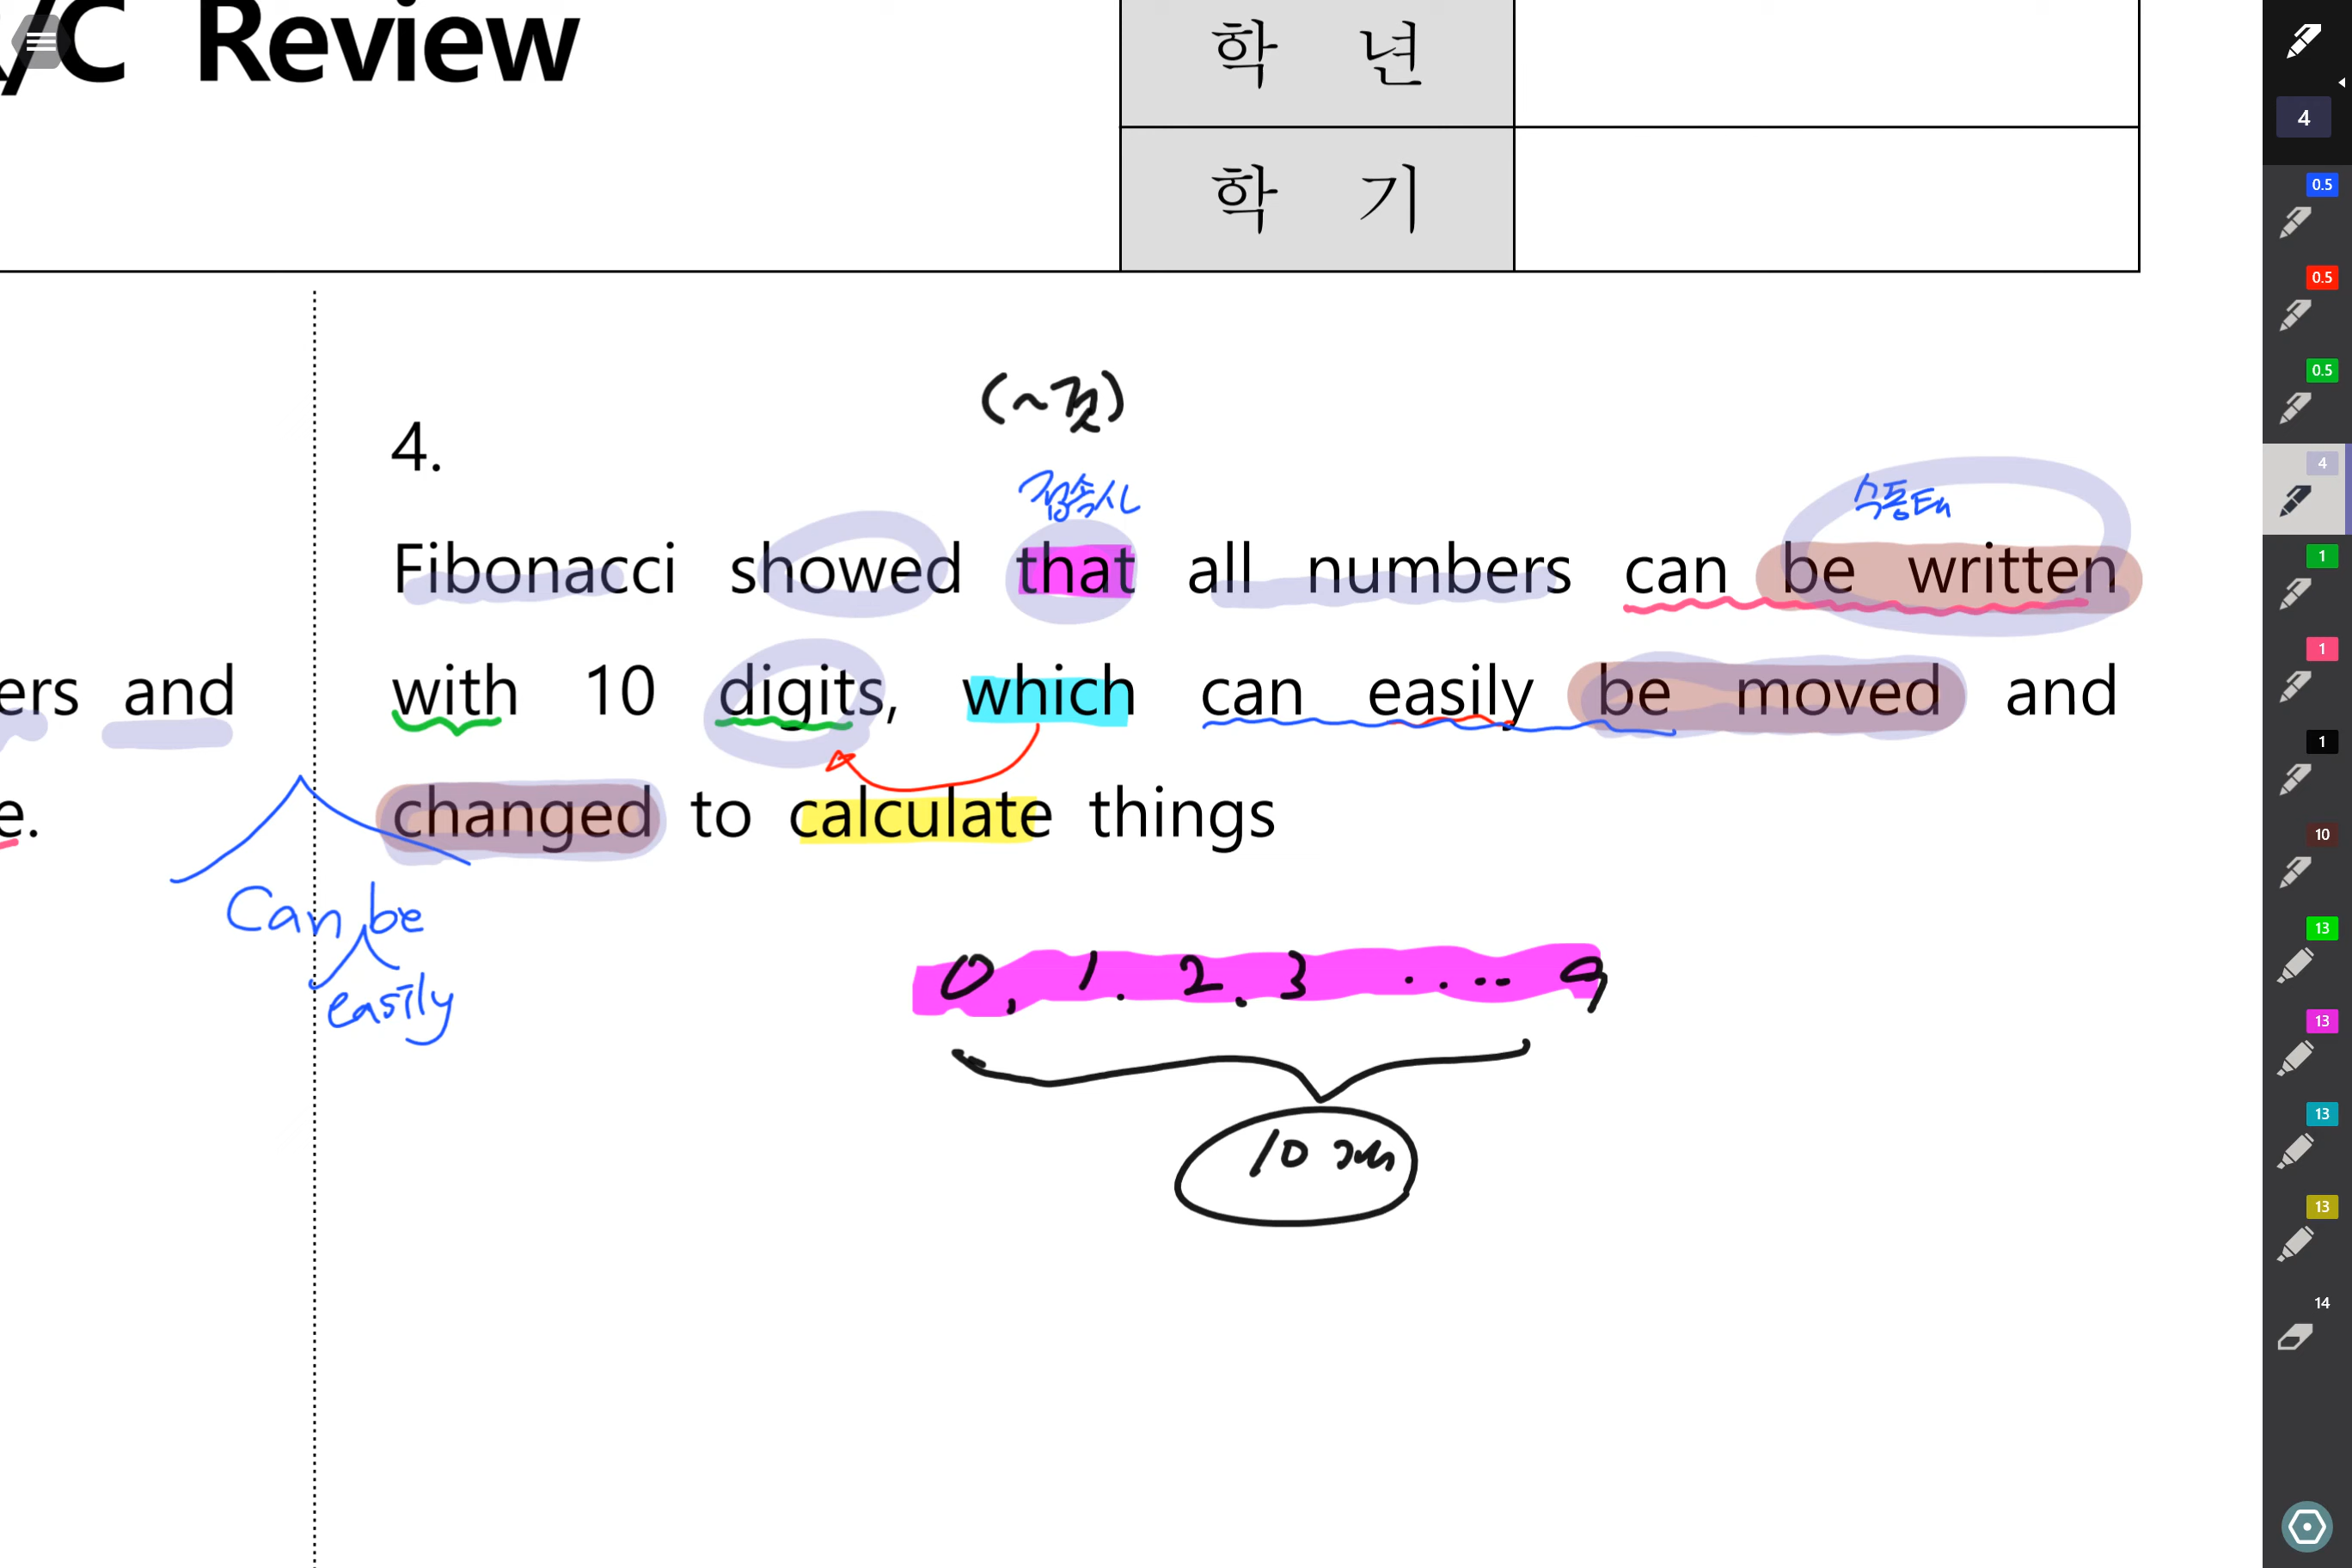 /C Review
학 년
학 기
(~것)
4.
접속사
수동태
Fibonacci showed that all numbers can be written
ers and
with 10 digits, which can easily be moved and
e.
changed to calculate things
Can be
easily
0, 1. 2. 3 ..... 9
10개
4
0.5
0.5
0.5
4
1
1
1
10
13
13
13
13
14